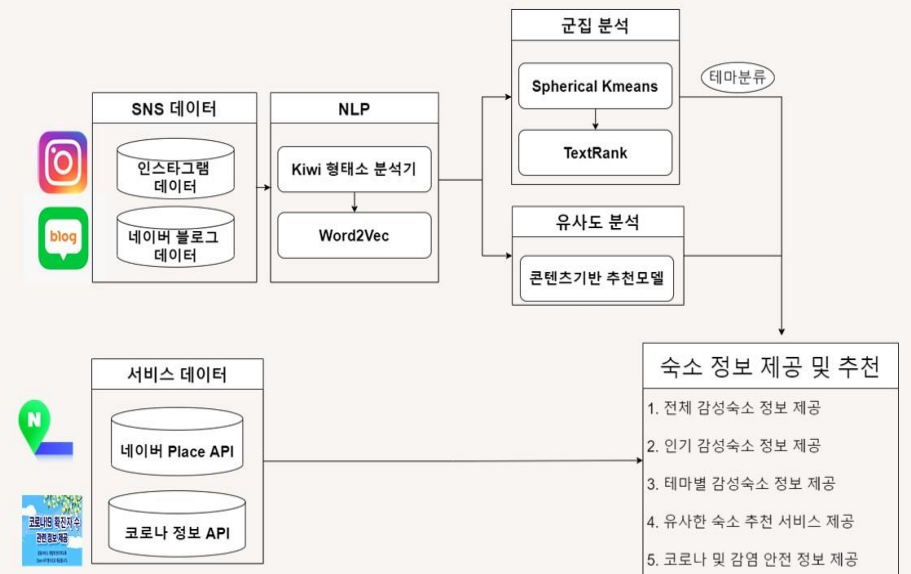 군집 분석
Spherical Kmeans
TextRank
테마분류
SNS 데이터
인스타그램
데이터
네이버 블로그
데이터
blog
NLP
Kiwi 형태소 분석기
Word2Vec
유사도 분석
콘텐츠기반 추천모델
서비스 데이터
N
네이버 Place API
코로나 정보 API
코로나19 확진자 수
관련 정보 제공
숙소 정보 제공 및 추천
1. 전체 감성숙소 정보 제공
2. 인기 감성숙소 정보 제공
3. 테마별 감성숙소 정보 제공
4. 유사한 숙소 추천 서비스 제공
5. 코로나 및 감염 안전 정보 제공